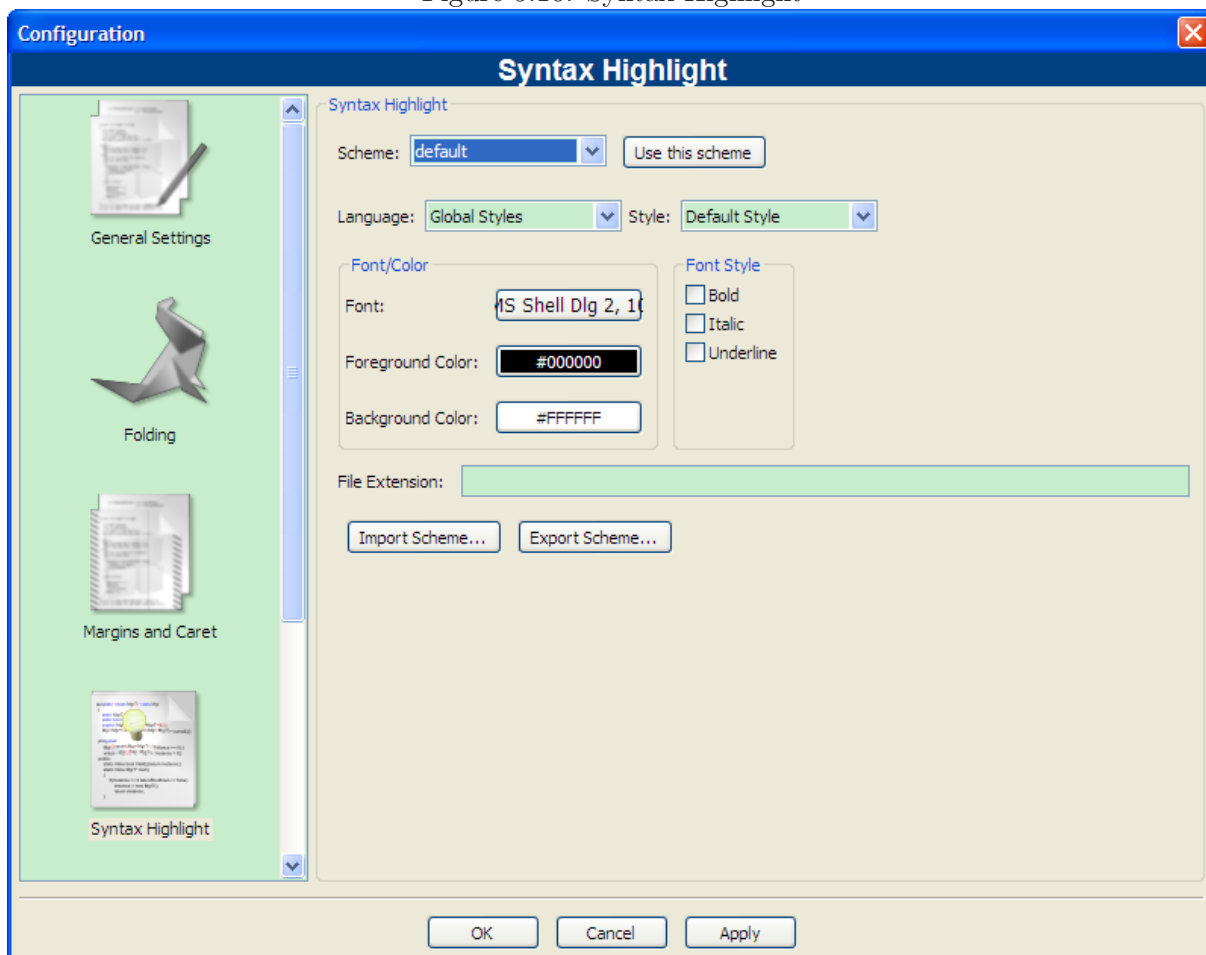 Configuration
Syntax Highlight
General Settings
Folding
Margins and Caret
Syntax Highlight
Syntax Highlight
Scheme: default Use this scheme
Language: Global Styles Style: Default Style
Font/Color
Font: MS Shell Dlg 2, 10
Foreground Color: #000000
Background Color: #FFFFFF
Font Style
Bold
Italic
Underline
File Extension:
Import Scheme... Export Scheme...
OK Cancel Apply